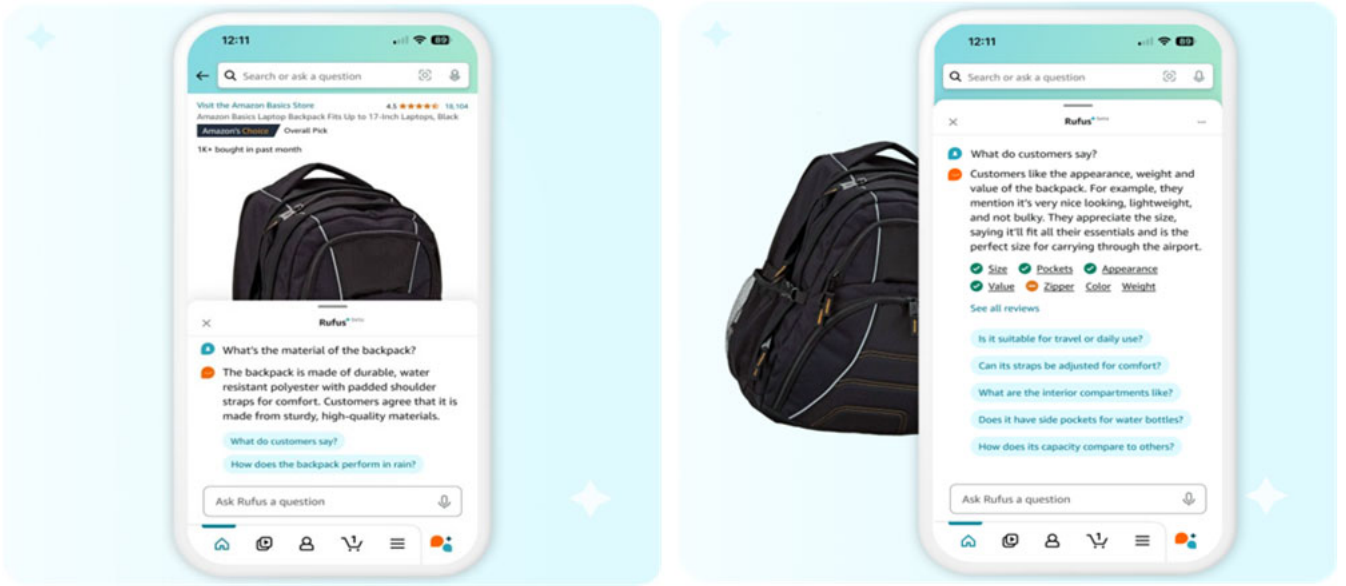 12:11
89
Search or ask a question
Visit the Amazon Basics Store
4.5
18,104
Amazon Basics Laptop Backpack Fits Up to 17-Inch Laptops, Black
Amazon's Choice
Overall Pick
1K+ bought in past month
Rufus beta
What's the material of the backpack?
The backpack is made of durable, water
resistant polyester with padded shoulder
straps for comfort. Customers agree that it is
made from sturdy, high-quality materials.
What do customers say?
How does the backpack perform in rain?
Ask Rufus a question
1
12:11
89
Search or ask a question
Rufus beta
What do customers say?
Customers like the appearance, weight and
value of the backpack. For example, they
mention it's very nice looking, lightweight,
and not bulky. They appreciate the size,
saying it'll fit all their essentials and is the
perfect size for carrying through the airport.
Size Pockets Appearance
Value Zipper Color Weight
See all reviews
Is it suitable for travel or daily use?
Can its straps be adjusted for comfort?
What are the interior compartments like?
Does it have side pockets for water bottles?
How does its capacity compare to others?
Ask Rufus a question
1